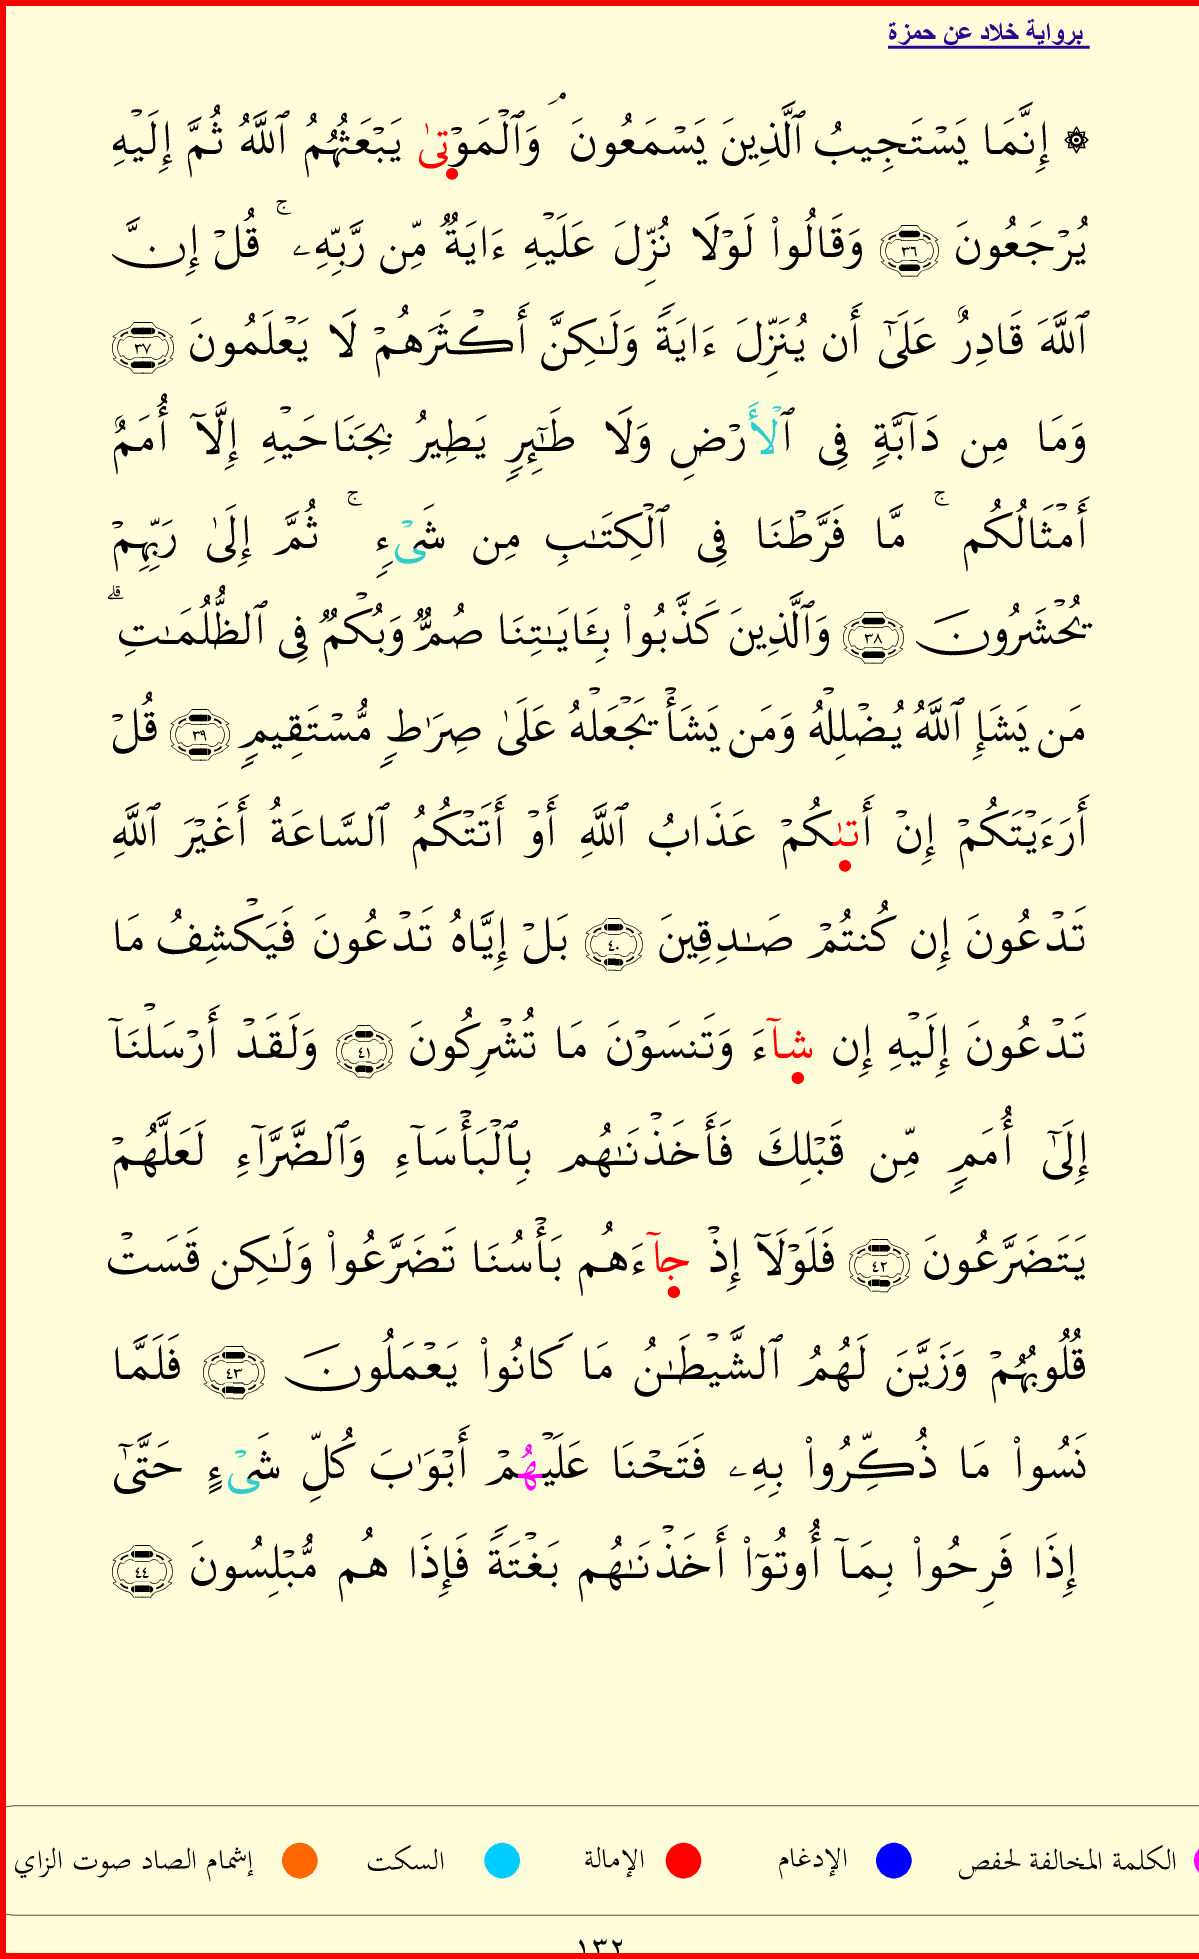 برواية خلاد عن حمزة
۞ إِنَّمَا يَسْتَجِيبُ ٱلَّذِينَ يَسْمَعُونَ ۘ وَٱلْمَوْتىٰ يَبْعَثُهُمُ ٱللَّهُ ثُمَّ إِلَيْهِ
يُرْجَعُونَ ٣٦ وَقَالُوا۟ لَوْلَا نُزِّلَ عَلَيْهِ ءَايَةٌ مِّن رَّبِّهِۦ ۚ قُلْ إِنَّ
ٱللَّهَ قَادِرٌ عَلَىٰٓ أَن يُنَزِّلَ ءَايَةً وَلَـٰكِنَّ أَكْثَرَهُمْ لَا يَعْلَمُونَ ٣٧
وَمَا مِن دَآبَّةٍ فِى ٱلْأَرْضِ وَلَا طَـٰٓئِرٍ يَطِيرُ بِجَنَاحَيْهِ إِلَّآ أُمَمٌ
أَمْثَالُكُم ۚ مَّا فَرَّطْنَا فِى ٱلْكِتَـٰبِ مِن شَىْءٍ ۚ ثُمَّ إِلَىٰ رَبِّهِمْ
يُحْشَرُونَ ٣٨ وَٱلَّذِينَ كَذَّبُوا۟ بِـَٔايَـٰتِنَا صُمٌّ وَبُكْمٌ فِى ٱلظُّلُمَـٰتِ ۗ
مَن يَشَإِ ٱللَّهُ يُضْلِلْهُ وَمَن يَشَأْ يَجْعَلْهُ عَلَىٰ صِرَٰطٍ مُّسْتَقِيمٍ ٣٩ قُلْ
أَرَءَيْتَكُمْ إِنْ أَتىٰكُمْ عَذَابُ ٱللَّهِ أَوْ أَتَتْكُمُ ٱلسَّاعَةُ أَغَيْرَ ٱللَّهِ
تَدْعُونَ إِن كُنتُمْ صَـٰدِقِينَ ٤٠ بَلْ إِيَّاهُ تَدْعُونَ فَيَكْشِفُ مَا
تَدْعُونَ إِلَيْهِ إِن شآءَ وَتَنسَوْنَ مَا تُشْرِكُونَ ٤١ وَلَقَدْ أَرْسَلْنَآ
إِلَىٰٓ أُمَمٍ مِّن قَبْلِكَ فَأَخَذْنَـٰهُم بِٱلْبَأْسَآءِ وَٱلضَّرَّآءِ لَعَلَّهُمْ
يَتَضَرَّعُونَ ٤٢ فَلَوْلَآ إِذْ جآءَهُم بَأْسُنَا تَضَرَّعُوا۟ وَلَـٰكِن قَسَتْ
قُلُوبُهُمْ وَزَيَّنَ لَهُمُ ٱلشَّيْطَـٰنُ مَا كَانُوا۟ يَعْمَلُونَ ٤٣ فَلَمَّا
نَسُوا۟ مَا ذُكِّرُوا۟ بِهِۦ فَتَحْنَا عَلَيْهُمْ أَبْوَٰبَ كُلِّ شَىْءٍ حَتَّىٰٓ
إِذَا فَرِحُوا۟ بِمَآ أُوتُوٓا۟ أَخَذْنَـٰهُم بَغْتَةً فَإِذَا هُم مُّبْلِسُونَ ٤٤
الكلمة المخالفة لحفص الإدغام الإمالة السكت إشمام الصاد صوت الزاي
١٣٢